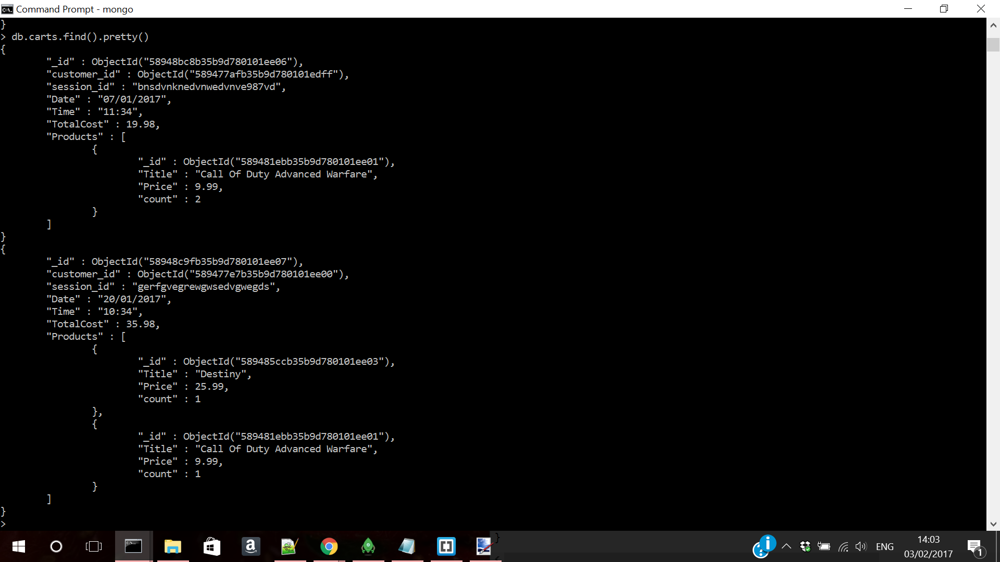 Command Prompt - mongo
}
> db.carts.find().pretty()
{
"_id" : ObjectId("58948bc8b35b9d780101ee06"),
"customer_id" : ObjectId("589477afb35b9d780101edff"),
"session_id" : "bnsdvnknedvnwedvnve987vd",
"Date" : "07/01/2017",
"Time" : "11:34",
"TotalCost" : 19.98,
"Products" : [
{
"_id" : ObjectId("589481ebb35b9d780101ee01"),
"Title" : "Call Of Duty Advanced Warfare",
"Price" : 9.99,
"count" : 2
}
]
}
{
"_id" : ObjectId("58948c9fb35b9d780101ee07"),
"customer_id" : ObjectId("589477e7b35b9d780101ee00"),
"session_id" : "gerfgvegrewgwsedvgwegds",
"Date" : "20/01/2017",
"Time" : "10:34",
"TotalCost" : 35.98,
"Products" : [
{
"_id" : ObjectId("589485ccb35b9d780101ee03"),
"Title" : "Destiny",
"Price" : 25.99,
"count" : 1
},
{
"_id" : ObjectId("589481ebb35b9d780101ee01"),
"Title" : "Call Of Duty Advanced Warfare",
"Price" : 9.99,
"count" : 1
}
]
}
>
ENG
14:03
03/02/2017
1